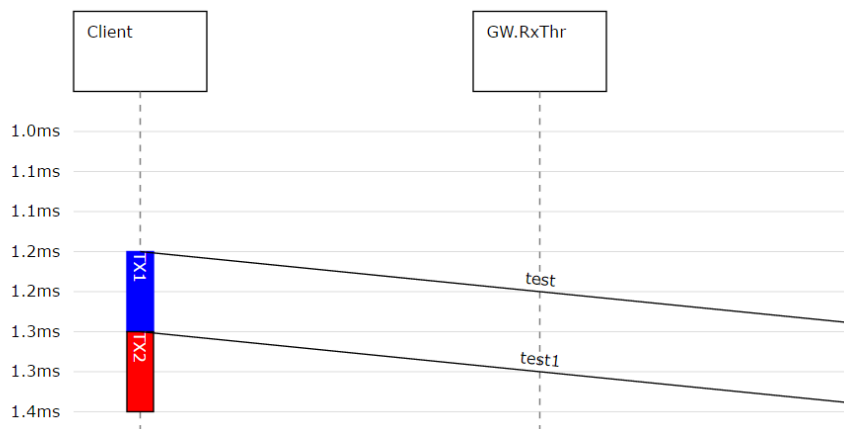 Client
GW.RxThr
1.0ms
1.1ms
1.1ms
1.2ms
TX1
test
1.2ms
1.3ms
TX2
test1
1.3ms
1.4ms